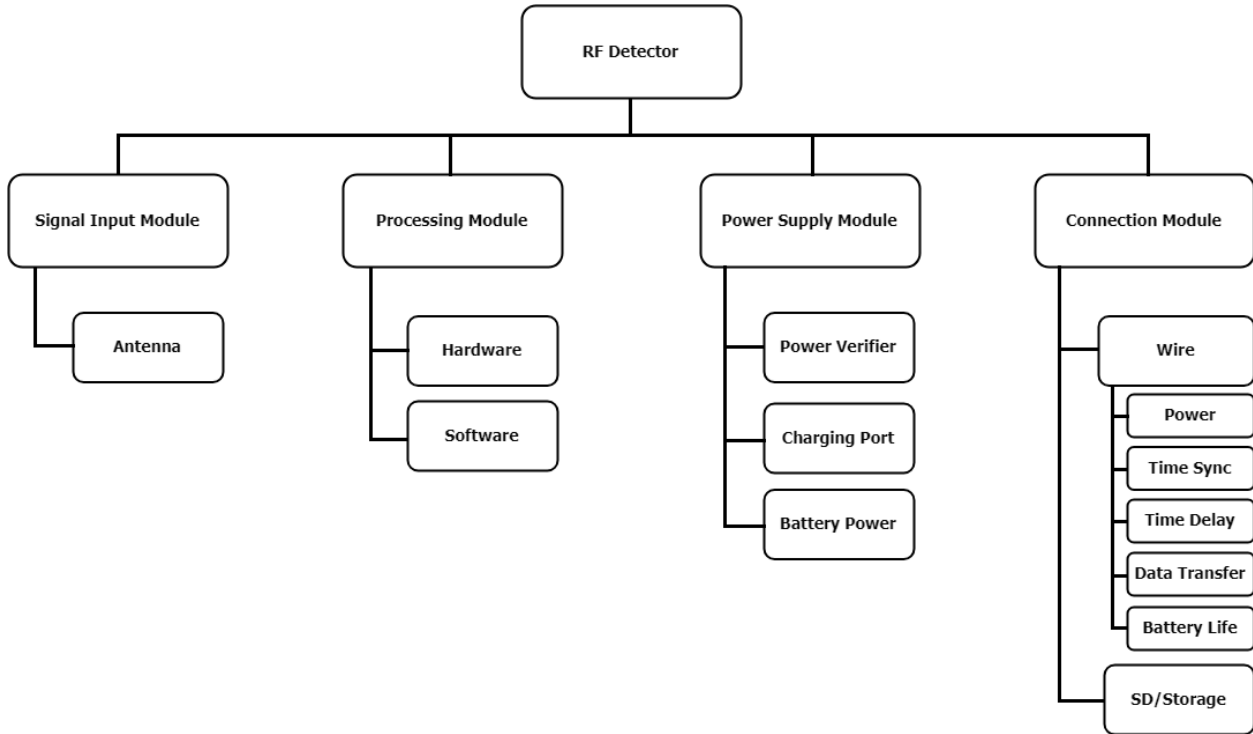 RF Detector
Signal Input Module
Processing Module
Power Supply Module
Connection Module
Antenna
Hardware
Software
Power Verifier
Charging Port
Battery Power
Wire
Power
Time Sync
Time Delay
Data Transfer
Battery Life
SD/Storage